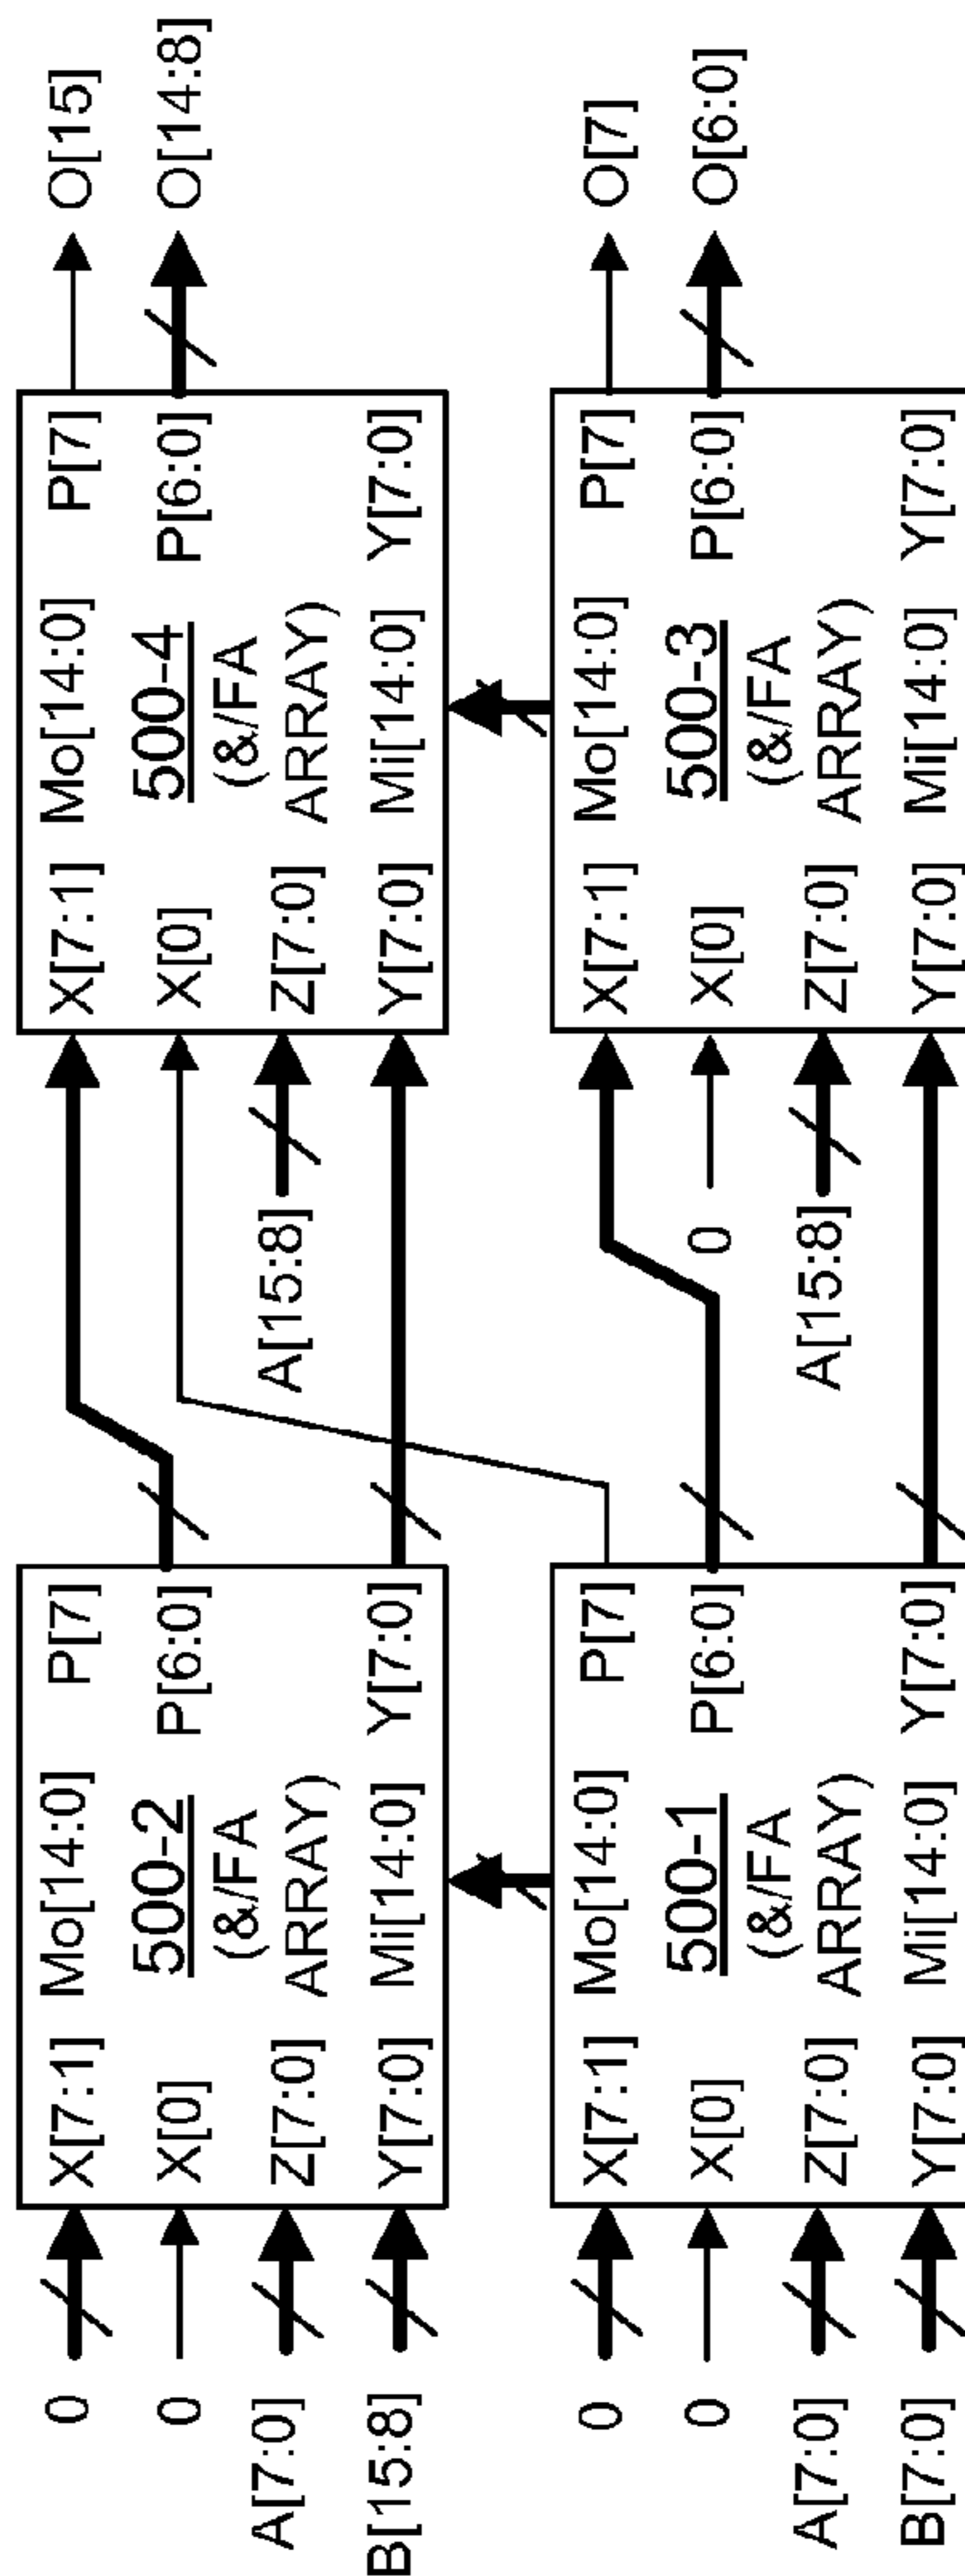 0
0
A[7:0]
B[15:8]
X[7:1]
X[0]
Z[7:0]
Y[7:0]
Mo[14:0]
500-2
(&/FA
ARRAY)
Mi[14:0]
P[7]
P[6:0]
Y[7:0]
A[15:8]
X[7:1]
X[0]
Z[7:0]
Y[7:0]
Mo[14:0]
500-4
(&/FA
ARRAY)
Mi[14:0]
P[7]
P[6:0]
Y[7:0]
O[15]
O[14:8]
0
0
A[7:0]
B[7:0]
X[7:1]
X[0]
Z[7:0]
Y[7:0]
Mo[14:0]
500-1
(&/FA
ARRAY)
Mi[14:0]
P[7]
P[6:0]
Y[7:0]
0
A[15:8]
X[7:1]
X[0]
Z[7:0]
Y[7:0]
Mo[14:0]
500-3
(&/FA
ARRAY)
Mi[14:0]
P[7]
P[6:0]
Y[7:0]
O[7]
O[6:0]